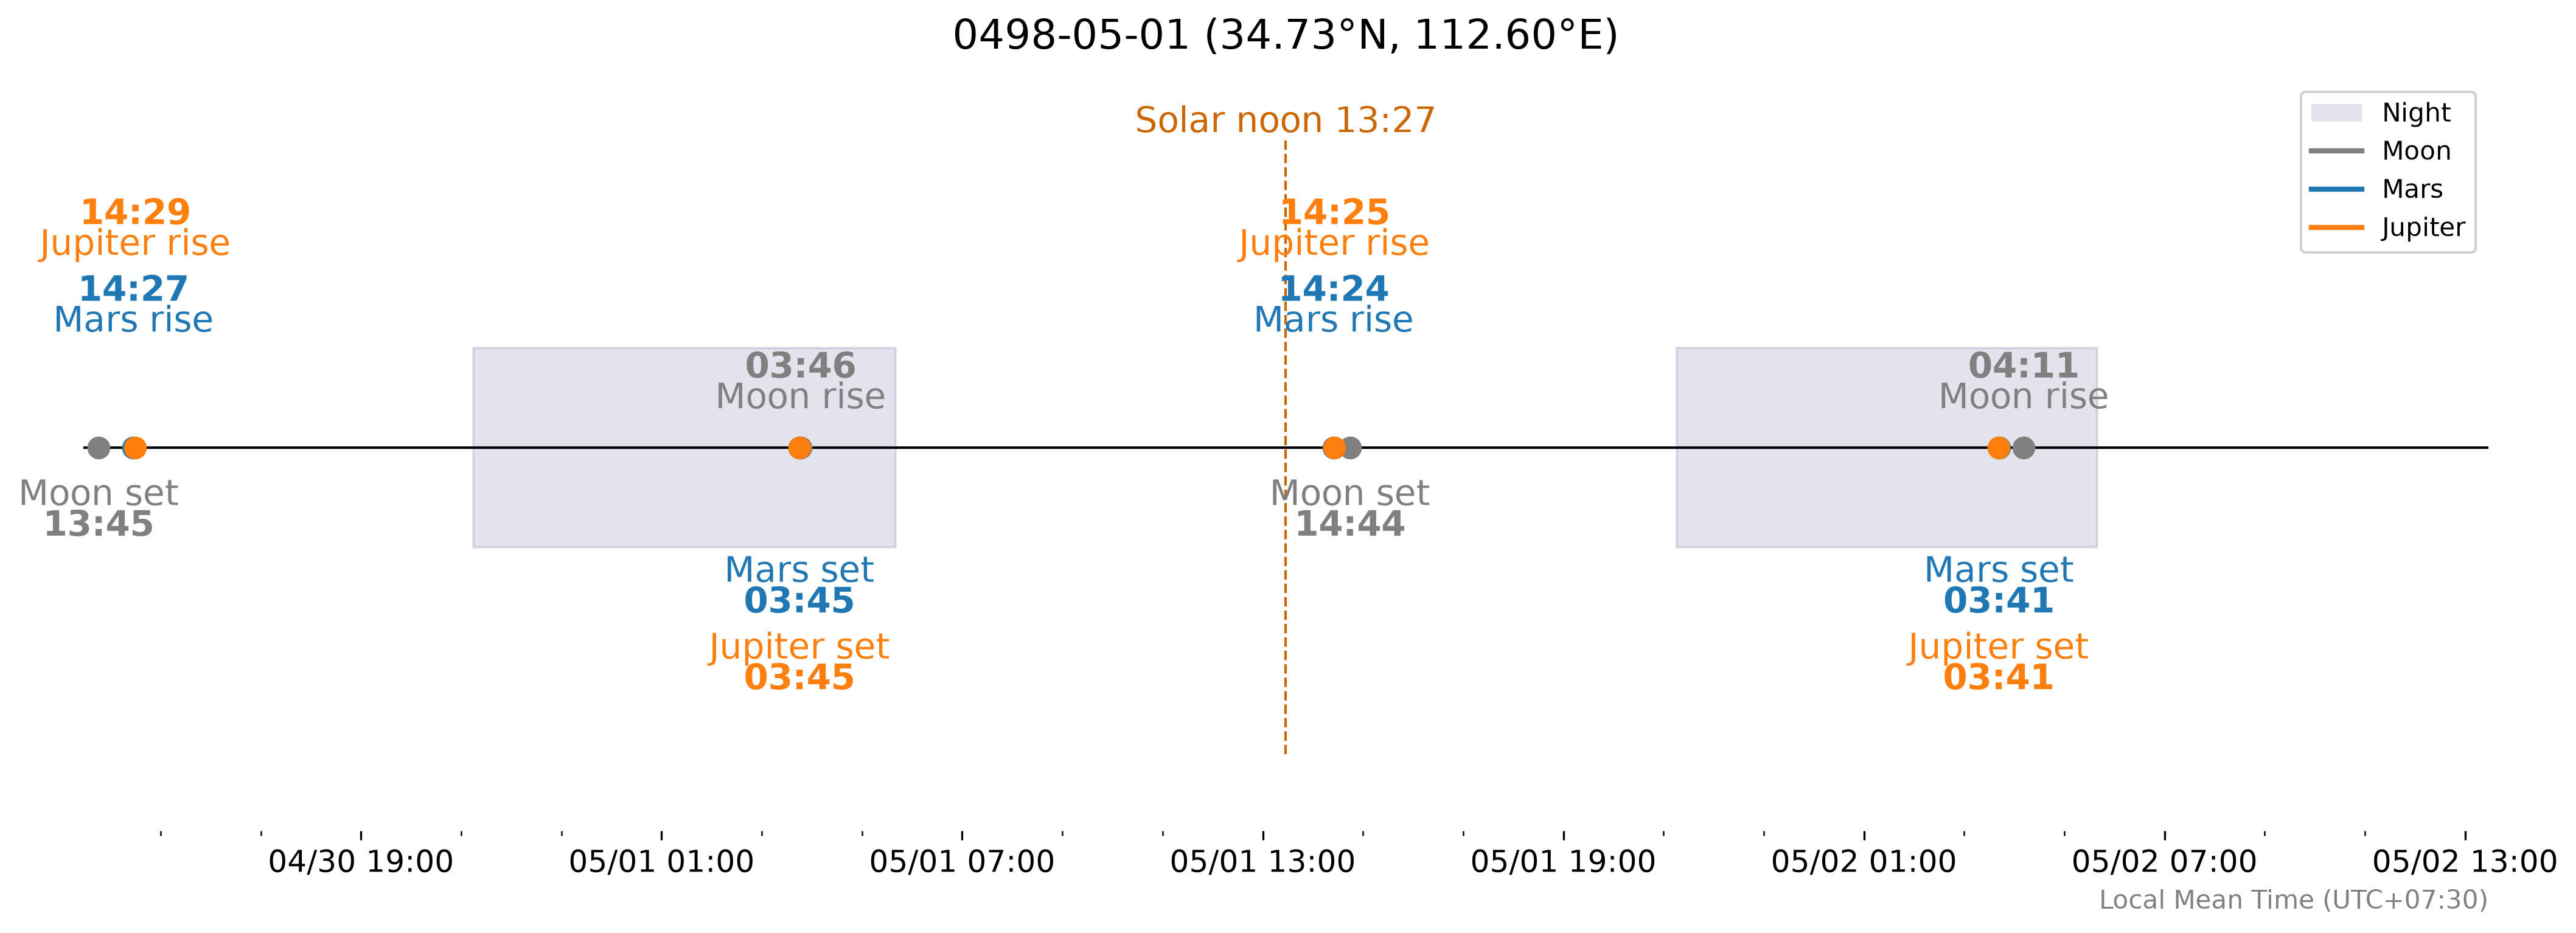 0498-05-01 (34.73°N, 112.60°E)
Solar noon 13:27
Night
Moon
Mars
Jupiter
14:29
Jupiter rise
14:27
Mars rise
14:25
Jupiter rise
14:24
Mars rise
03:46
Moon rise
04:11
Moon rise
Moon set
13:45
Moon set
14:44
Mars set
03:45
Jupiter set
03:45
Mars set
03:41
Jupiter set
03:41
04/30 19:00
05/01 01:00
05/01 07:00
05/01 13:00
05/01 19:00
05/02 01:00
05/02 07:00
05/02 13:00
Local Mean Time (UTC+07:30)